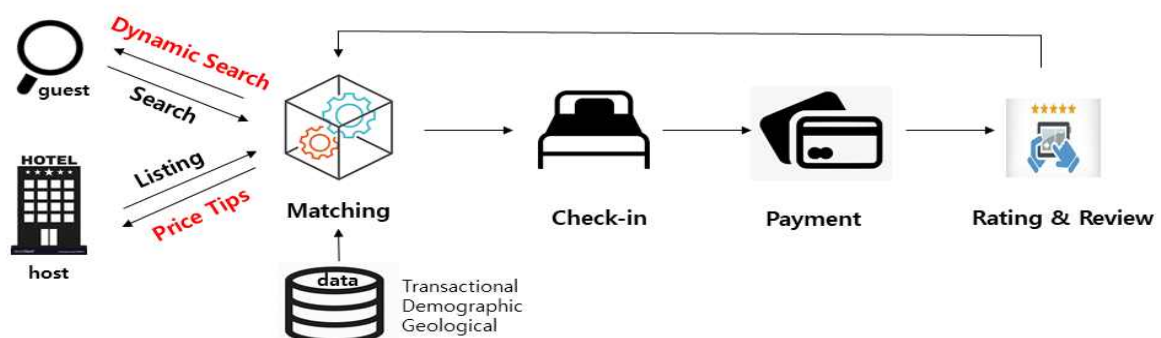 Dynamic Search
guest
Search
HOTEL
Listing
Price Tips
host
Matching
Check-in
Payment
Rating & Review
data
Transactional
Demographic
Geological